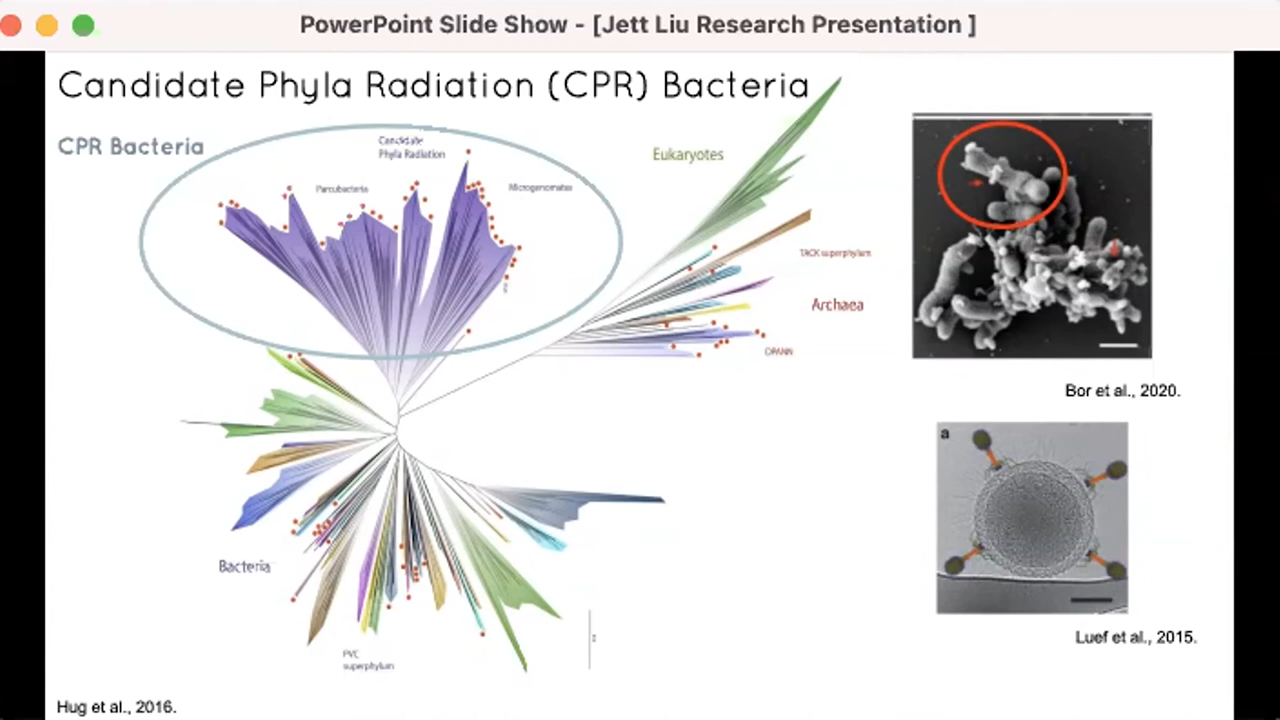 PowerPoint Slide Show - [Jett Liu Research Presentation ]
Candidate Phyla Radiation (CPR) Bacteria
CPR Bacteria
Candidate
Phyla Radiation
Parcubacteria
Microgenomates
Eukaryotes
TACK superphylum
Archaea
DPANN
Bor et al., 2020.
a
Bacteria
PVC
superphylum
Luef et al., 2015.
Hug et al., 2016.